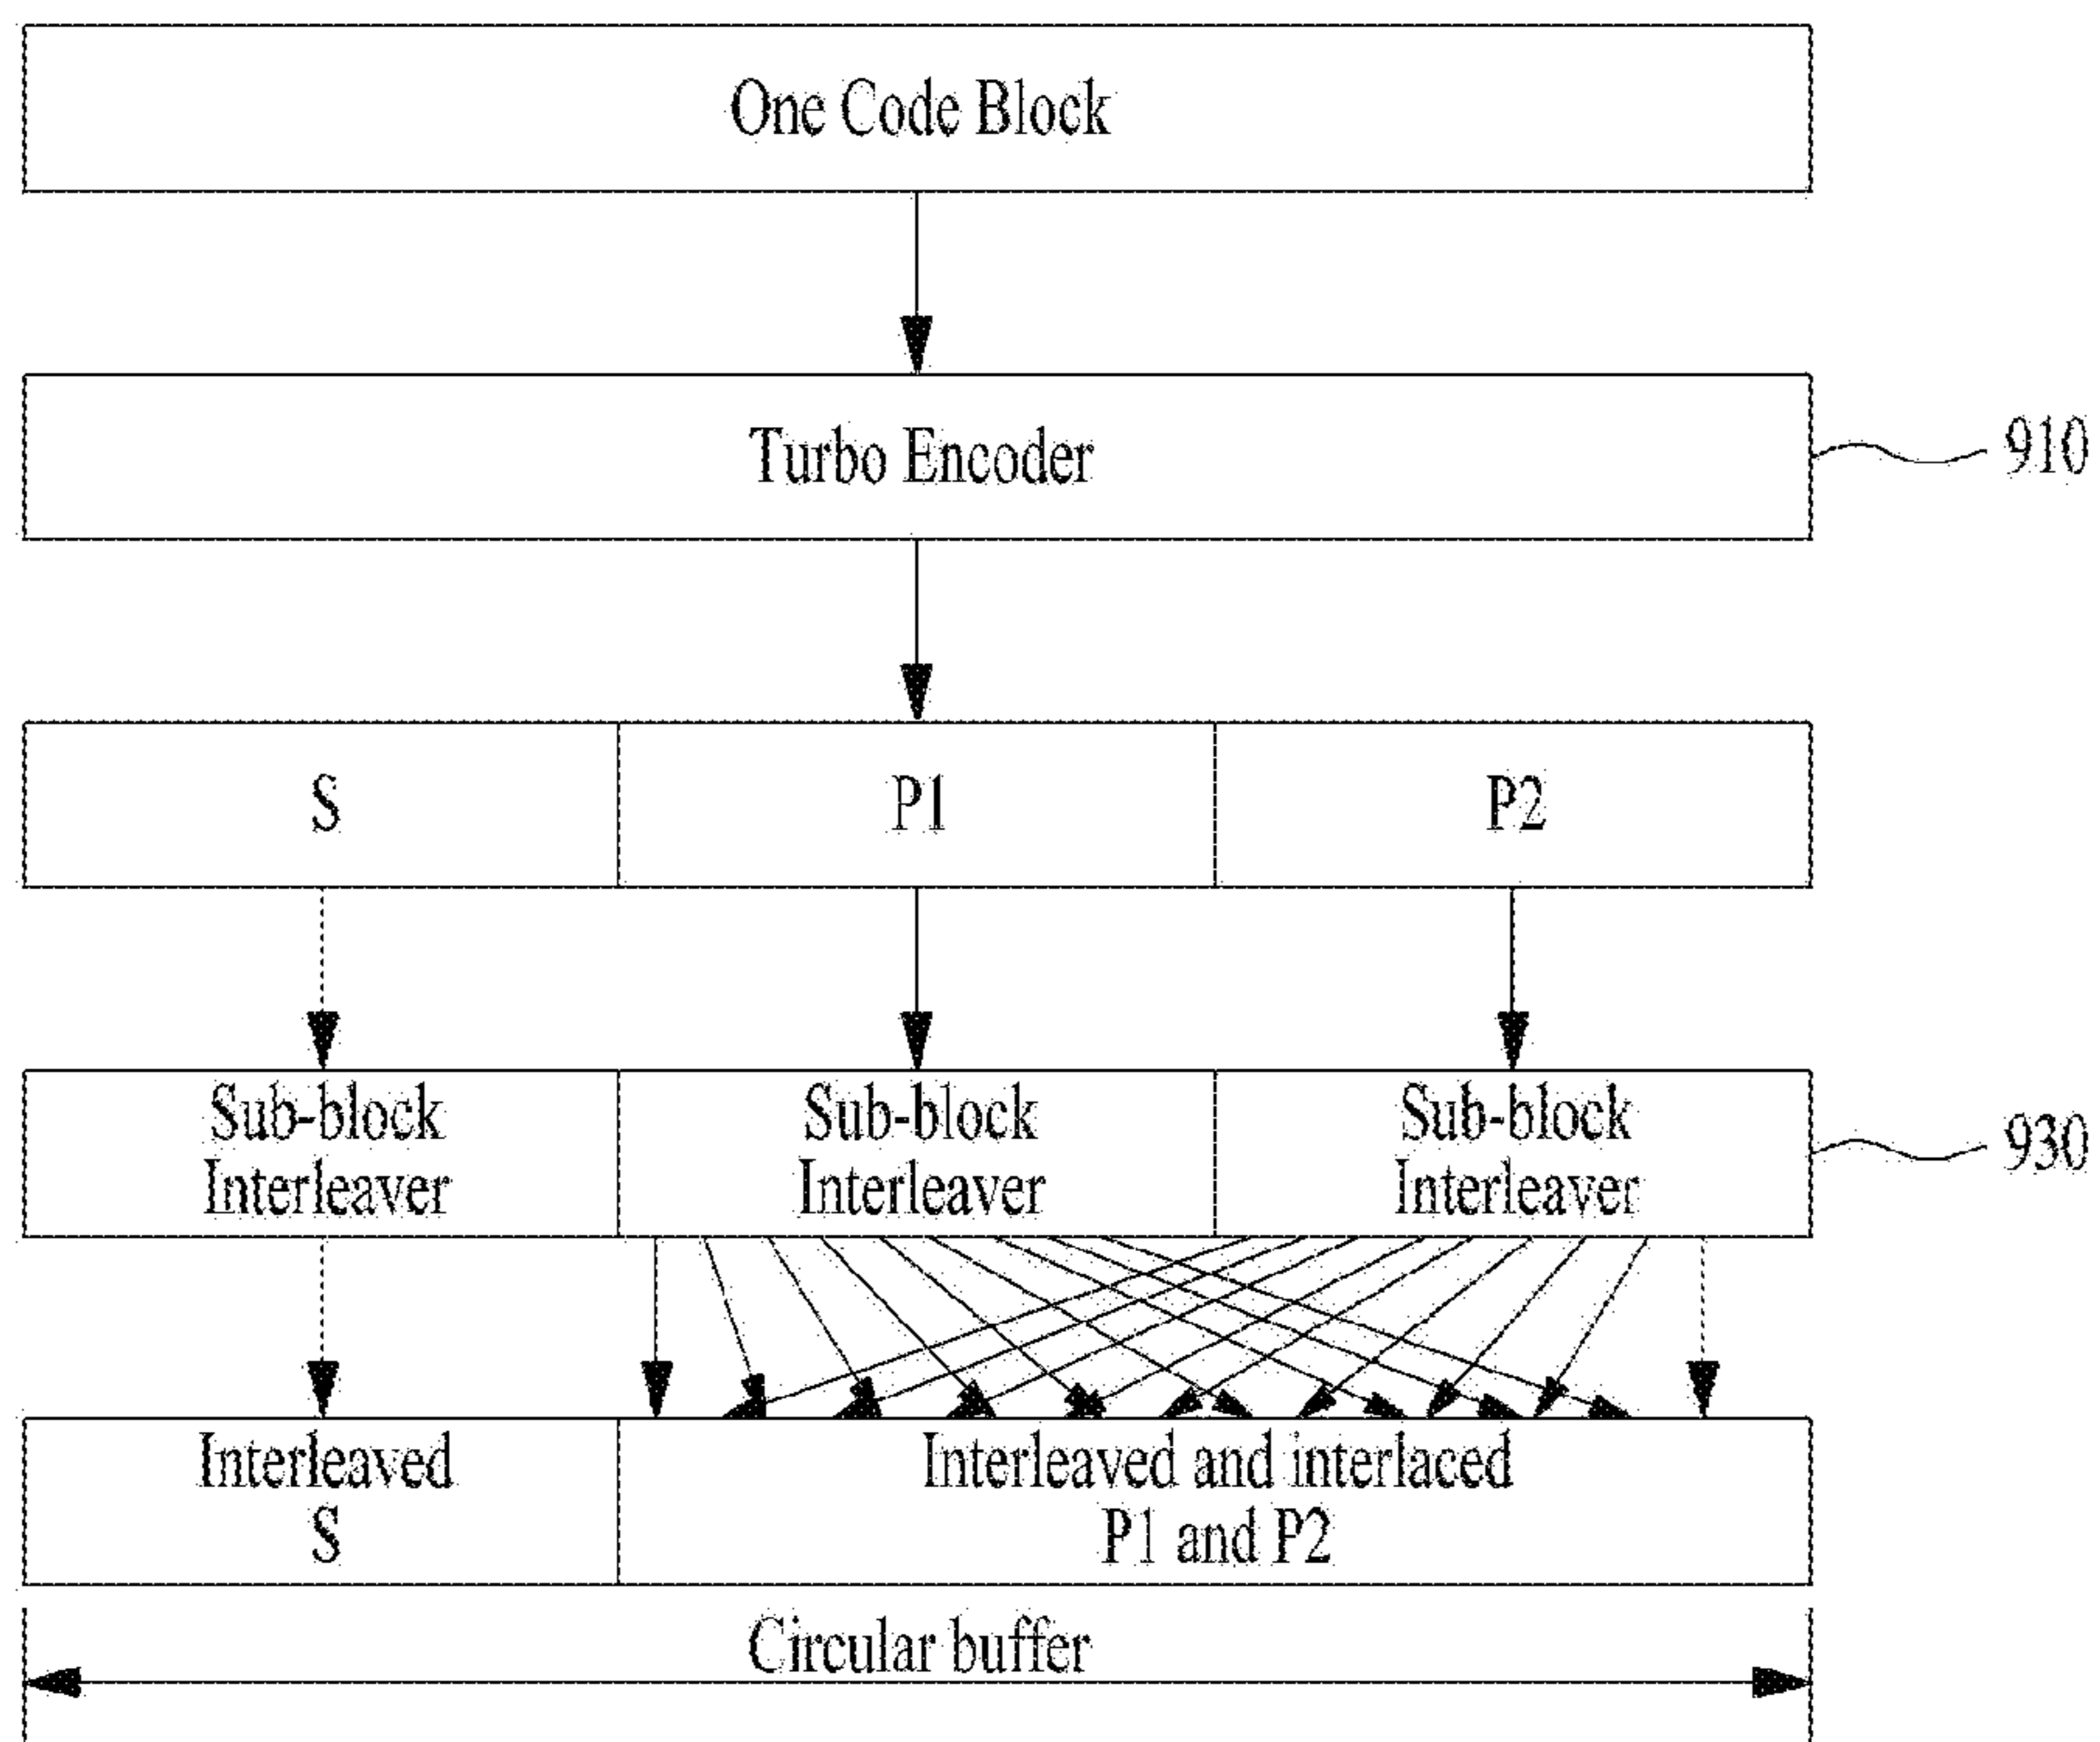 One Code Block
Turbo Encoder
910
S
P1
P2
Sub-block
Interleaver
Sub-block
Interleaver
Sub-block
Interleaver
930
Interleaved
S
Interleaved and interlaced
P1 and P2
Circular buffer